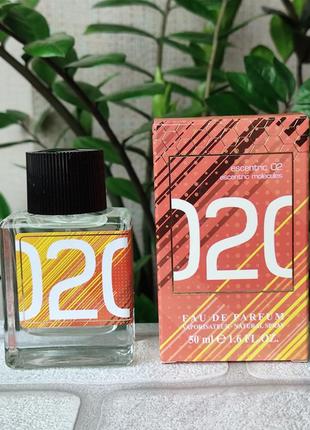 020
escentric 02
escentric molecules
020
EAU DE PARFUM
VAPORISATEUR - NATURAL SPRAY
50 ml ℮ 1.6 FL.OZ.